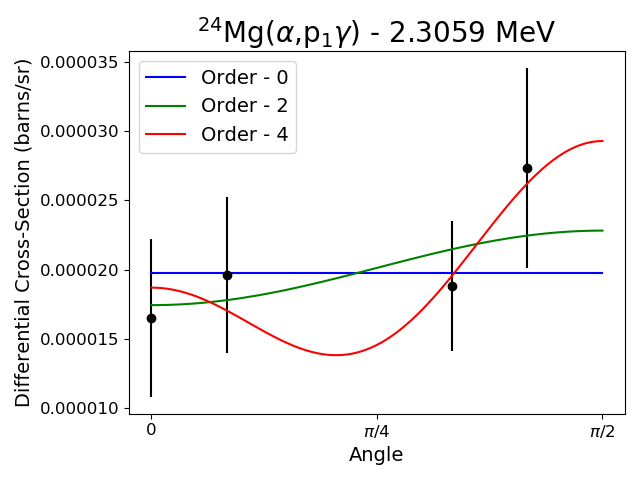 ²⁴Mg(α,p₁γ) - 2.3059 MeV
Differential Cross-Section (barns/sr)
0.000035
0.000030
0.000025
0.000020
0.000015
0.000010
Order - 0
Order - 2
Order - 4
0
π/4
π/2
Angle